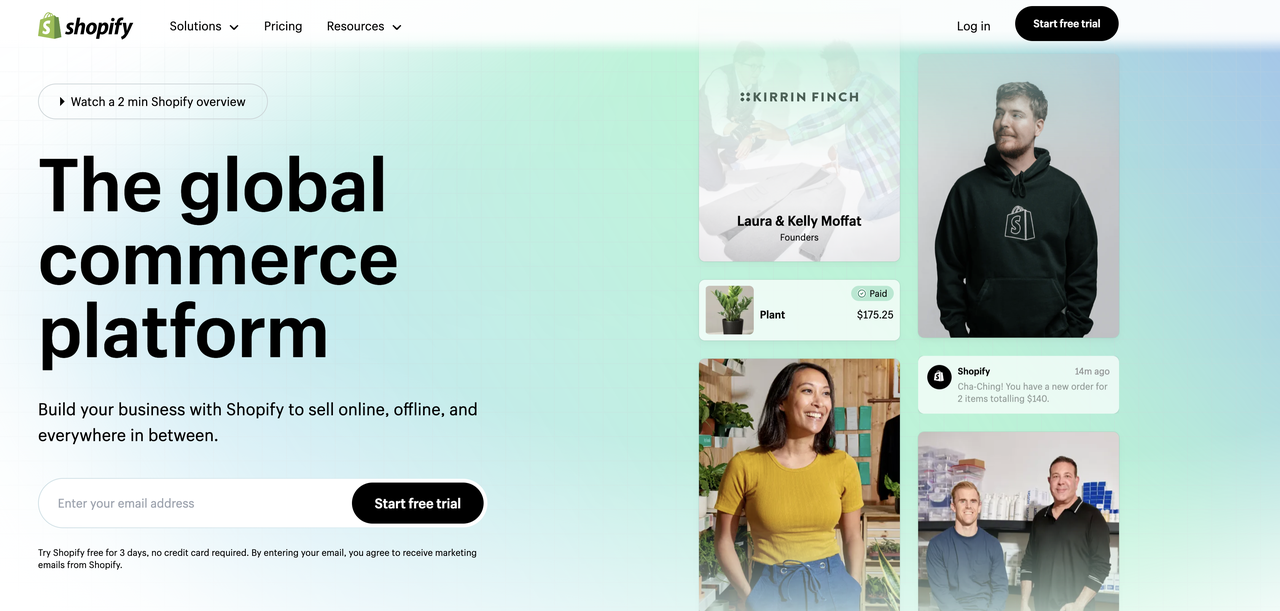 shopify
Solutions
Pricing
Resources
Log in
Start free trial
Watch a 2 min Shopify overview
The global
commerce
platform
Build your business with Shopify to sell online, offline, and
everywhere in between.
Enter your email address
Start free trial
Try Shopify free for 3 days, no credit card required. By entering your email, you agree to receive marketing
emails from Shopify.
KIRRIN FINCH
Laura & Kelly Moffat
Founders
Paid
Plant
$175.25
Shopify
14m ago
Cha-Ching! You have a new order for
2 items totalling $140.